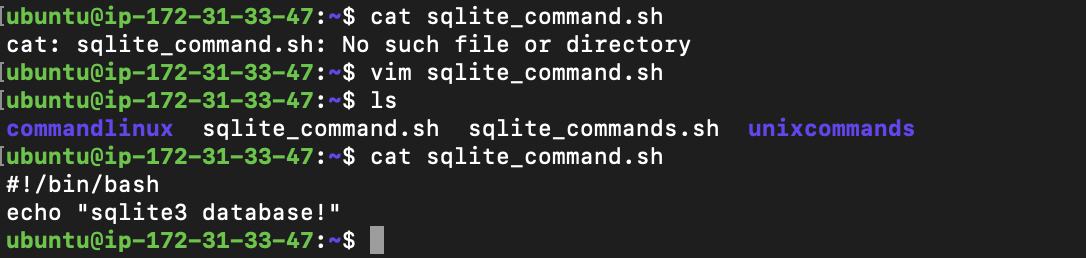 ubuntu@ip-172-31-33-47:~$ cat sqlite_command.sh
cat: sqlite_command.sh: No such file or directory
ubuntu@ip-172-31-33-47:~$ vim sqlite_command.sh
ubuntu@ip-172-31-33-47:~$ ls
commandlinux  sqlite_command.sh  sqlite_commands.sh  unixcommands
ubuntu@ip-172-31-33-47:~$ cat sqlite_command.sh
#!/bin/bash
echo "sqlite3 database!"
ubuntu@ip-172-31-33-47:~$